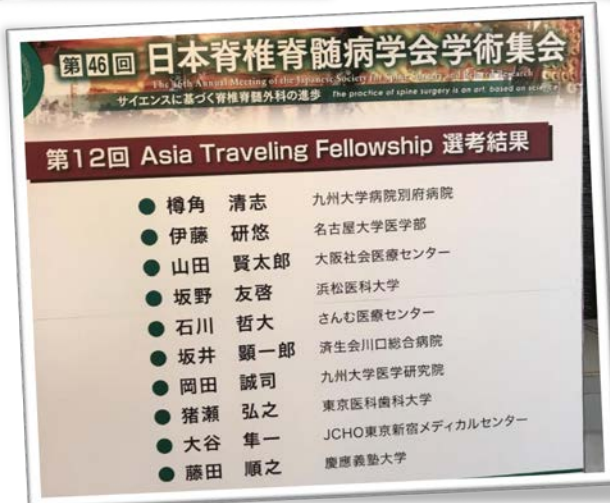 第46回 日本脊椎脊髄病学会学術集会
The 46th Annual Meeting of the Japanese Society for Spine Surgery and Related Research
サイエンスに基づく脊椎脊髄外科の進歩 The practice of spine surgery is an art based on science
第12回 Asia Traveling Fellowship 選考結果
● 樽角 清志 九州大学病院別府病院
● 伊藤 研悠 名古屋大学医学部
● 山田 賢太郎 大阪社会医療センター
● 坂野 友啓 浜松医科大学
● 石川 哲大 さんむ医療センター
● 坂井 顕一郎 済生会川口総合病院
● 岡田 誠司 九州大学医学研究院
● 猪瀬 弘之 東京医科歯科大学
● 大谷 隼一 JCHO東京新宿メディカルセンター
● 藤田 順之 慶應義塾大学